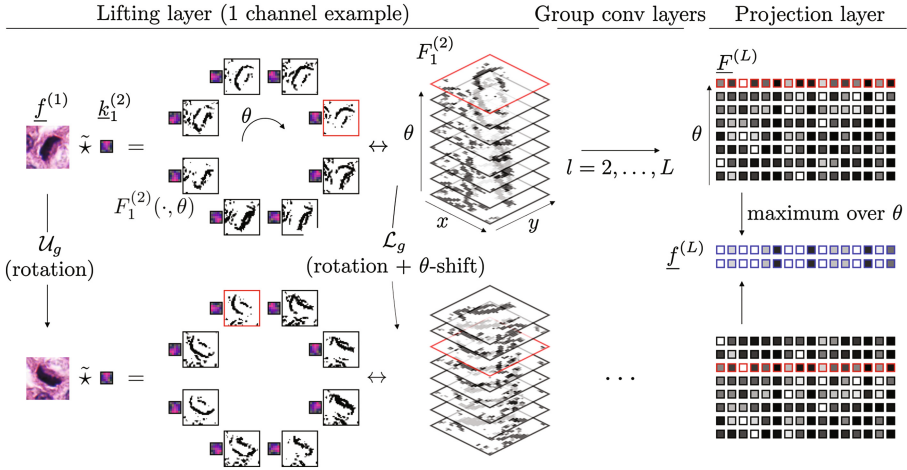 Lifting layer (1 channel example)
Group conv layers
Projection layer
f^(1)
k_1^(2)
⋆̃
=
θ
F_1^(2)(·, θ)
↔
F_1^(2)
θ
x
y
l = 2, ..., L
F^(L)
θ
maximum over θ
f^(L)
U_g
(rotation)
L_g
(rotation + θ-shift)
⋆̃
=
↔
...